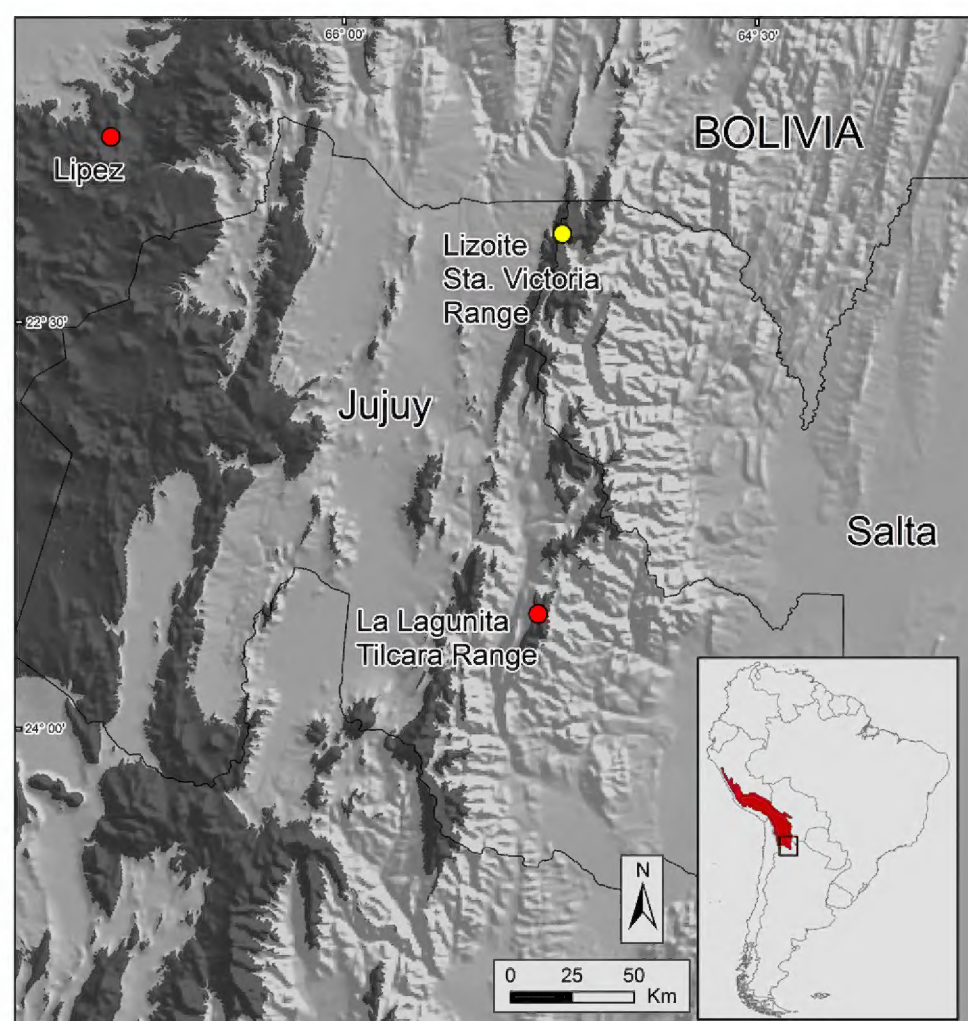 66° 00'
64° 30'
BOLIVIA
Lipez
Lizoite
Sta. Victoria
Range
22° 30'
Jujuy
Salta
La Lagunita
Tilcara Range
24° 00'
N
0 25 50
Km